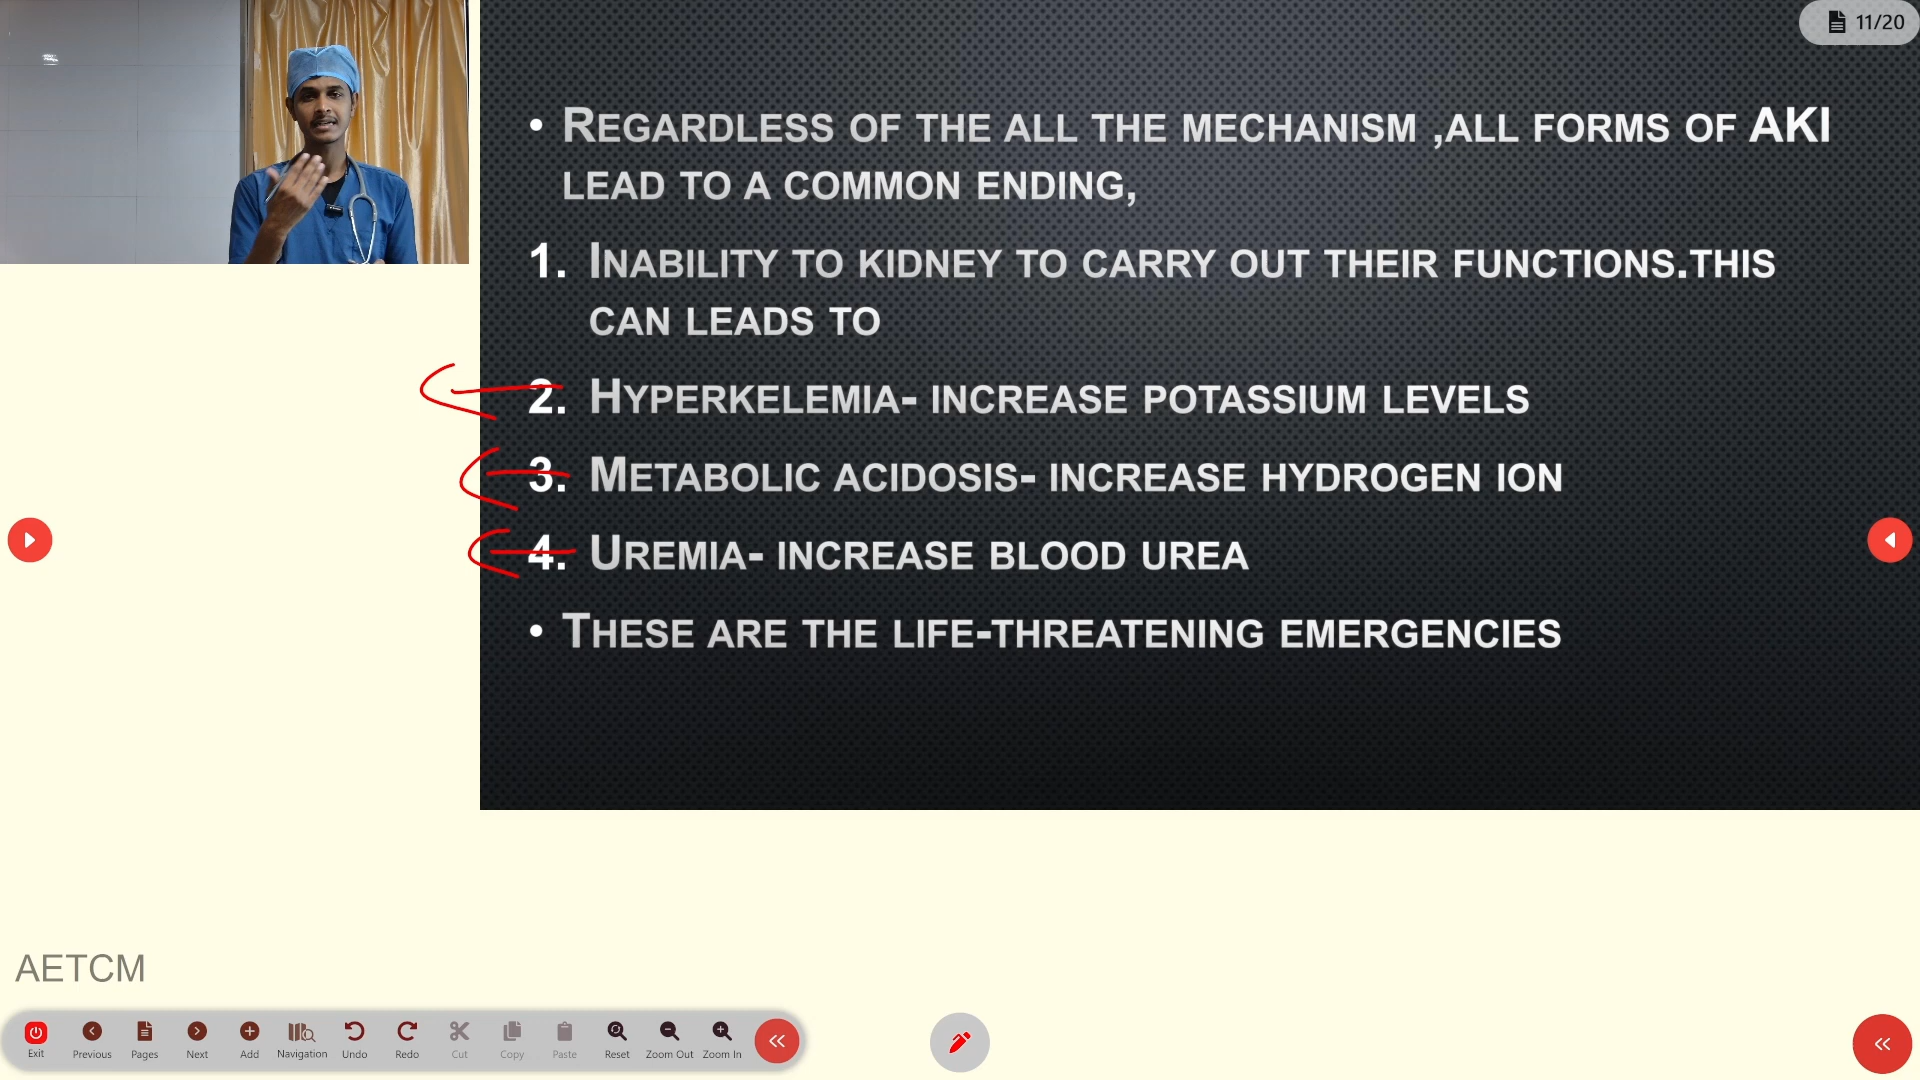 11/20
• REGARDLESS OF THE ALL THE MECHANISM ,ALL FORMS OF AKI
LEAD TO A COMMON ENDING,
1. INABILITY TO KIDNEY TO CARRY OUT THEIR FUNCTIONS.THIS
CAN LEADS TO
2. HYPERKELEMIA- INCREASE POTASSIUM LEVELS
3. METABOLIC ACIDOSIS- INCREASE HYDROGEN ION
4. UREMIA- INCREASE BLOOD UREA
• THESE ARE THE LIFE-THREATENING EMERGENCIES
AETCM
Exit Previous Pages Next Add Navigation Undo Redo Cut Copy Paste Reset Zoom Out Zoom In